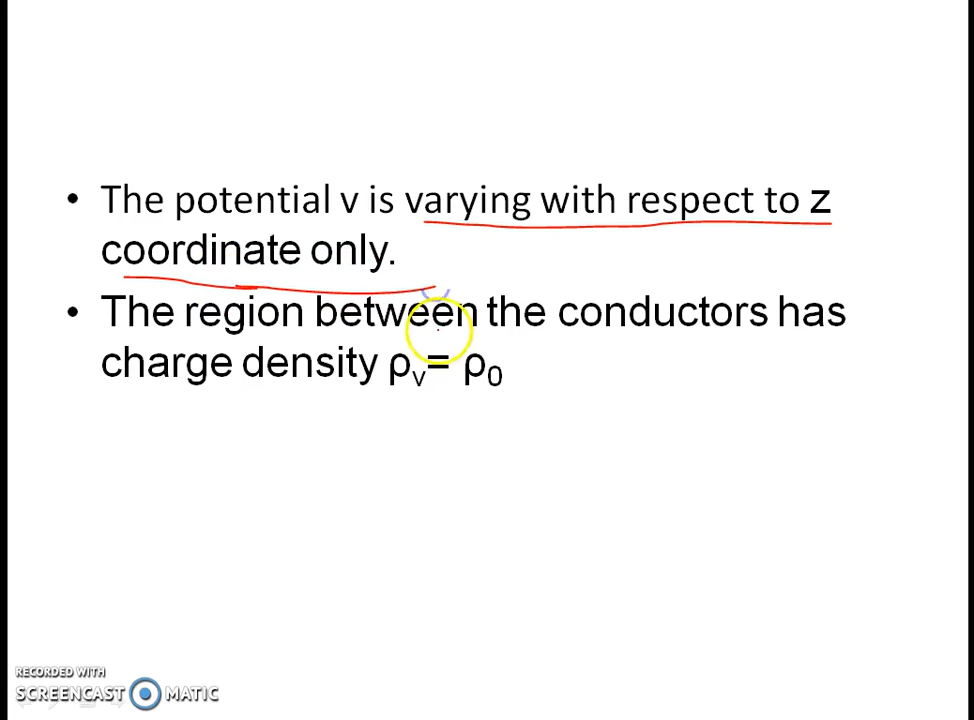 • The potential v is varying with respect to z
coordinate only.
• The region between the conductors has
charge density ρv= ρ0
RECORDED WITH
SCREENCAST MATIC